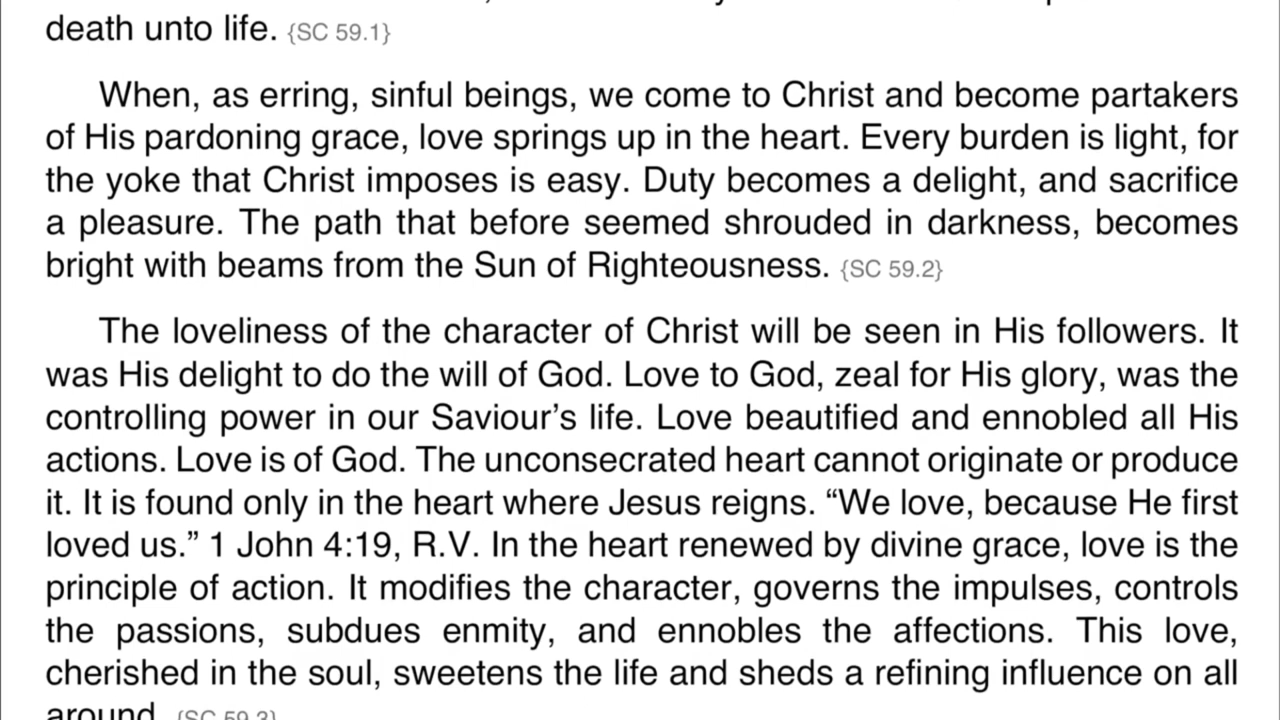 death unto life. {SC 59.1}
When, as erring, sinful beings, we come to Christ and become partakers
of His pardoning grace, love springs up in the heart. Every burden is light, for
the yoke that Christ imposes is easy. Duty becomes a delight, and sacrifice
a pleasure. The path that before seemed shrouded in darkness, becomes
bright with beams from the Sun of Righteousness. {SC 59.2}
The loveliness of the character of Christ will be seen in His followers. It
was His delight to do the will of God. Love to God, zeal for His glory, was the
controlling power in our Saviour’s life. Love beautified and ennobled all His
actions. Love is of God. The unconsecrated heart cannot originate or produce
it. It is found only in the heart where Jesus reigns. “We love, because He first
loved us.” 1 John 4:19, R.V. In the heart renewed by divine grace, love is the
principle of action. It modifies the character, governs the impulses, controls
the passions, subdues enmity, and ennobles the affections. This love,
cherished in the soul, sweetens the life and sheds a refining influence on all
around. {SC 59.3}